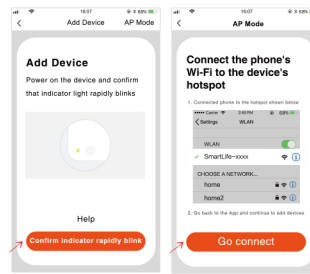 16:07
Add Device
AP Mode
Add Device
Power on the device and confirm
that indicator light rapidly blinks
Help
Confirm indicator rapidly blink
16:07
AP Mode
Connect the phone's
Wi-Fi to the device's
hotspot
1. Connected phone to the hotspot shown below
Settings
WLAN
WLAN
SmartLife-xxxx
CHOOSE A NETWORK...
home
home2
2. Go back to the App and continue to add devices
Go connect